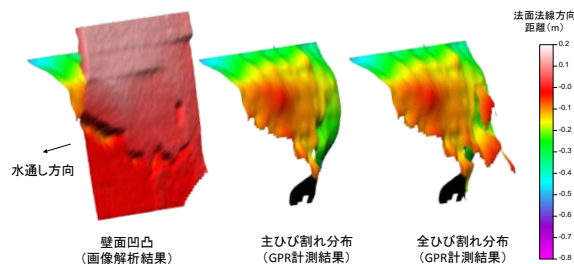 法面法線方向
距離(m)
0.2
0.1
-0.0
-0.1
-0.2
-0.3
-0.4
-0.5
-0.6
-0.7
-0.8
水通し方向
壁面凹凸
(画像解析結果)
主ひび割れ分布
(GPR計測結果)
全ひび割れ分布
(GPR計測結果)